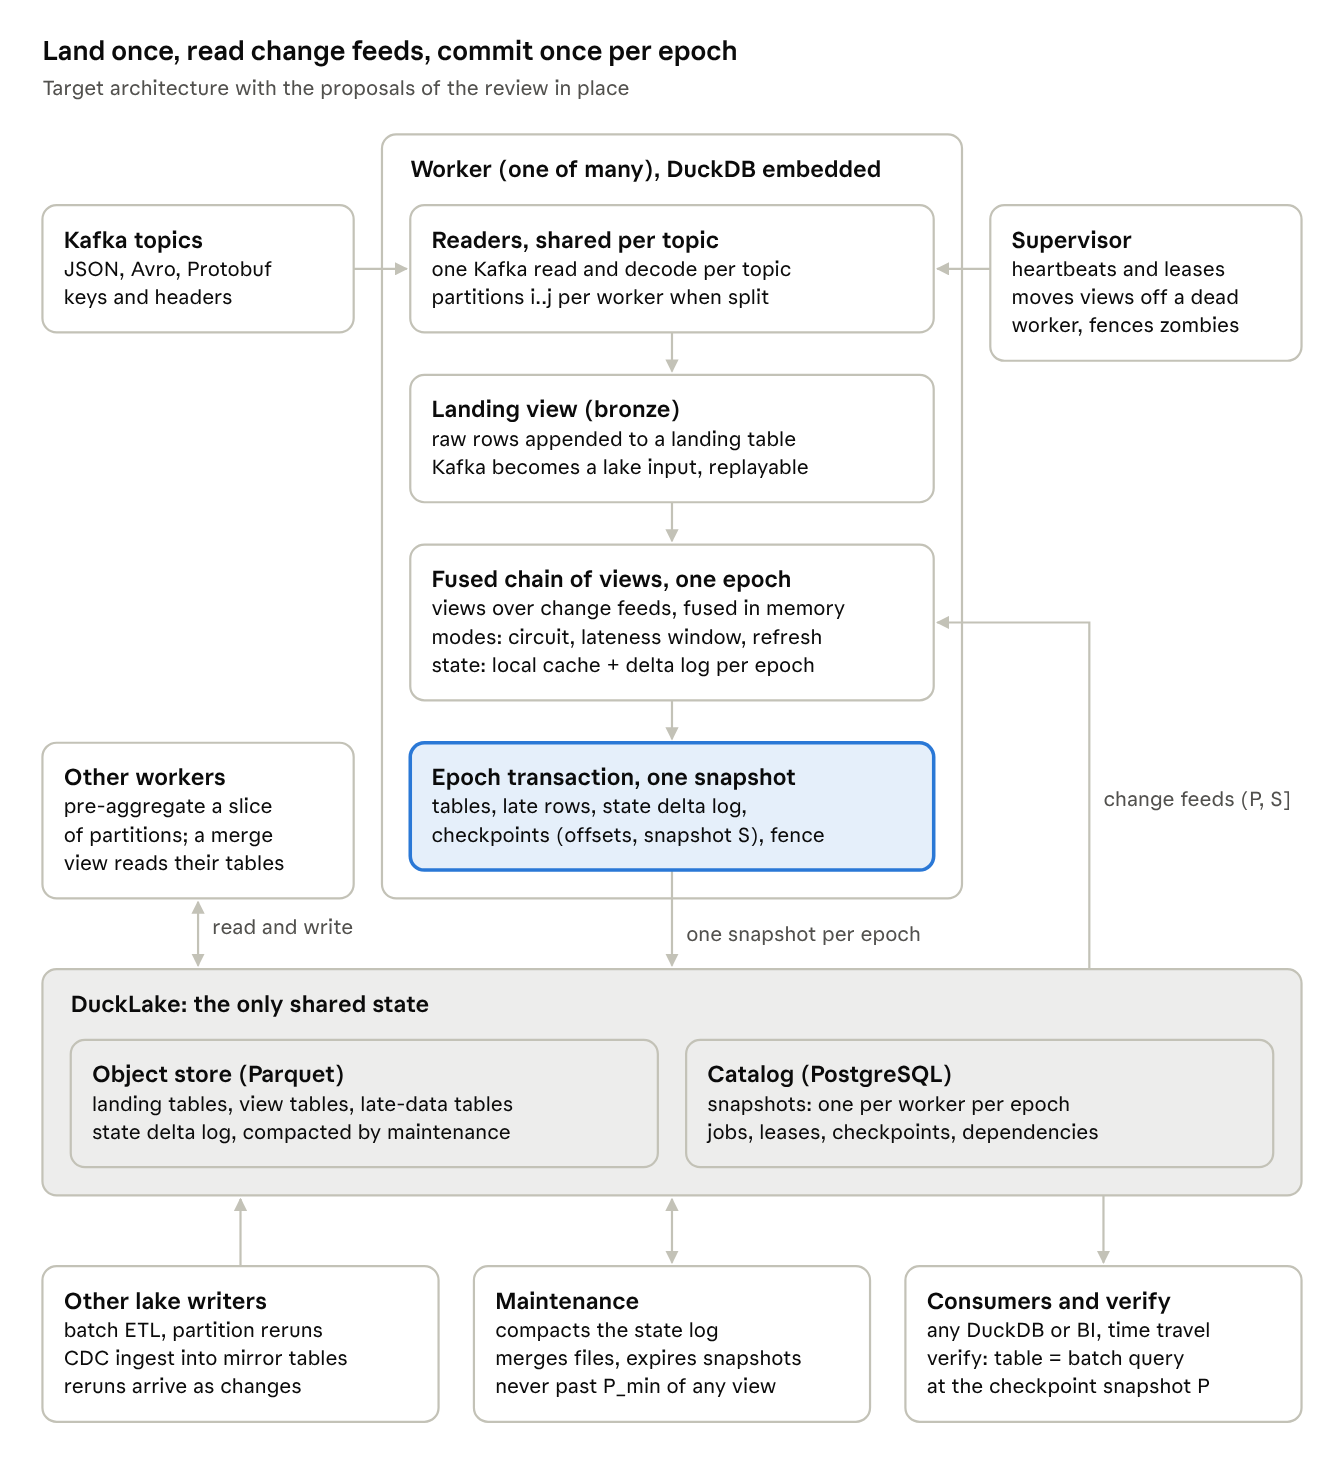 Land once, read change feeds, commit once per epoch
Target architecture with the proposals of the review in place
Worker (one of many), DuckDB embedded
Kafka topics
JSON, Avro, Protobuf
keys and headers
Readers, shared per topic
one Kafka read and decode per topic
partitions i..j per worker when split
Supervisor
heartbeats and leases
moves views off a dead
worker, fences zombies
Landing view (bronze)
raw rows appended to a landing table
Kafka becomes a lake input, replayable
Fused chain of views, one epoch
views over change feeds, fused in memory
modes: circuit, lateness window, refresh
state: local cache + delta log per epoch
Other workers
pre-aggregate a slice
of partitions; a merge
view reads their tables
Epoch transaction, one snapshot
tables, late rows, state delta log,
checkpoints (offsets, snapshot S), fence
change feeds (P, S]
read and write
one snapshot per epoch
DuckLake: the only shared state
Object store (Parquet)
landing tables, view tables, late-data tables
state delta log, compacted by maintenance
Catalog (PostgreSQL)
snapshots: one per worker per epoch
jobs, leases, checkpoints, dependencies
Other lake writers
batch ETL, partition reruns
CDC ingest into mirror tables
reruns arrive as changes
Maintenance
compacts the state log
merges files, expires snapshots
never past P_min of any view
Consumers and verify
any DuckDB or BI, time travel
verify: table = batch query
at the checkpoint snapshot P